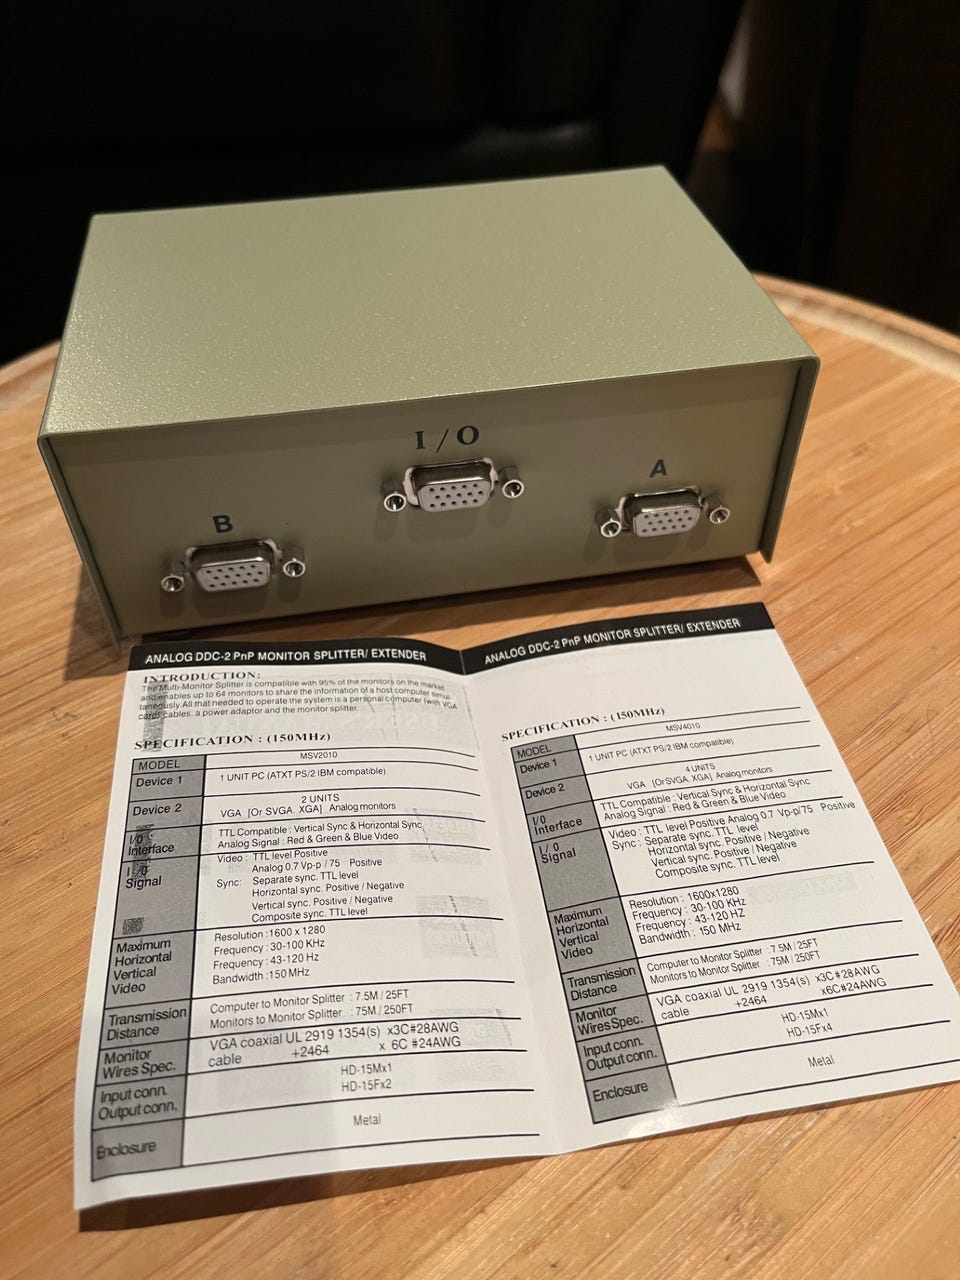 I / O
A
B
ANALOG DDC-2 PnP MONITOR SPLITTER/ EXTENDER
INTRODUCTION:
The Multi-Monitor Splitter is compatible with 95% of the monitors on the market
and enables up to 64 monitors to share the information of a host computer simul-
taneously.All that needed to operate the system is a personal computer (with VGA
card) cables, a power adaptor and the monitor splitter.
SPECIFICATION : (150MHz)
MODEL MSV2010
Device 1 1 UNIT PC (ATXT PS/2 IBM compatible)
Device 2 2 UNITS
VGA [Or SVGA. XGA] Analog monitors
I/0 Interface TTL Compatible : Vertical Sync & Horizontal Sync
Analog Signal : Red & Green & Blue Video
I / 0 Signal Video : TTL level Positive
Analog 0.7 Vp-p / 75 Positive
Sync: Separate sync. TTL level
Horizontal sync. Positive / Negative
Vertical sync. Positive / Negative
Composite sync. TTL level
Maximum Resolution : 1600 x 1280
Horizontal Frequency : 30-100 KHz
Vertical Frequency : 43-120 Hz
Video Bandwidth : 150 MHz
Transmission Computer to Monitor Splitter : 7.5M / 25FT
Distance Monitors to Monitor Splitter : 75M / 250FT
Monitor VGA coaxial UL 2919 1354(s) x3C#28AWG
Wires Spec. cable +2464 x 6C #24AWG
Input conn. HD-15Mx1
Output conn. HD-15Fx2
Enclosure Metal
ANALOG DDC-2 PnP MONITOR SPLITTER/ EXTENDER
SPECIFICATION : (150MHz)
MODEL MSV4010
Device 1 1 UNIT PC (ATXT PS/2 IBM compatible)
Device 2 4 UNITS
VGA [Or SVGA. XGA] Analog monitors
I/0 Interface TTL Compatible : Vertical Sync & Horizontal Sync
Analog Signal : Red & Green & Blue Video
I / 0 Signal Video : TTL level Positive Analog 0.7 Vp-p/75 Positive
Sync : Separate sync. TTL level
Horizontal sync. Positive / Negative
Vertical sync. Positive / Negative
Composite sync. TTL level
Maximum Resolution : 1600x1280
Horizontal Frequency : 30-100 KHz
Vertical Frequency : 43-120 HZ
Video Bandwidth : 150 MHz
Transmission Computer to Monitor Splitter : 7.5M / 25FT
Distance Monitors to Monitor Splitter : 75M / 250FT
Monitor VGA coaxial UL 2919 1354(s) x3C#28AWG
Wires Spec. cable +2464 x6C#24AWG
Input conn. HD-15Mx1
Output conn. HD-15Fx4
Enclosure Metal